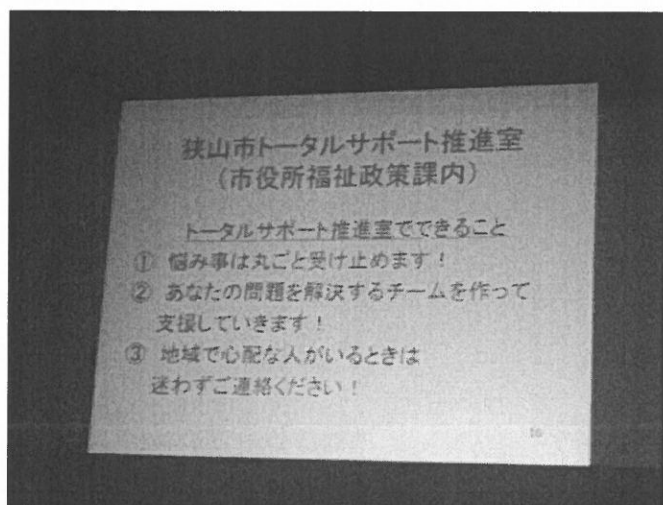 狭山市トータルサポート推進室
（市役所福祉政策課内）
トータルサポート推進室でできること
① 悩み事は丸ごと受け止めます！
② あなたの問題を解決するチームを作って
支援していきます！
③ 地域で心配な人がいるときは
迷わずご連絡ください！
16